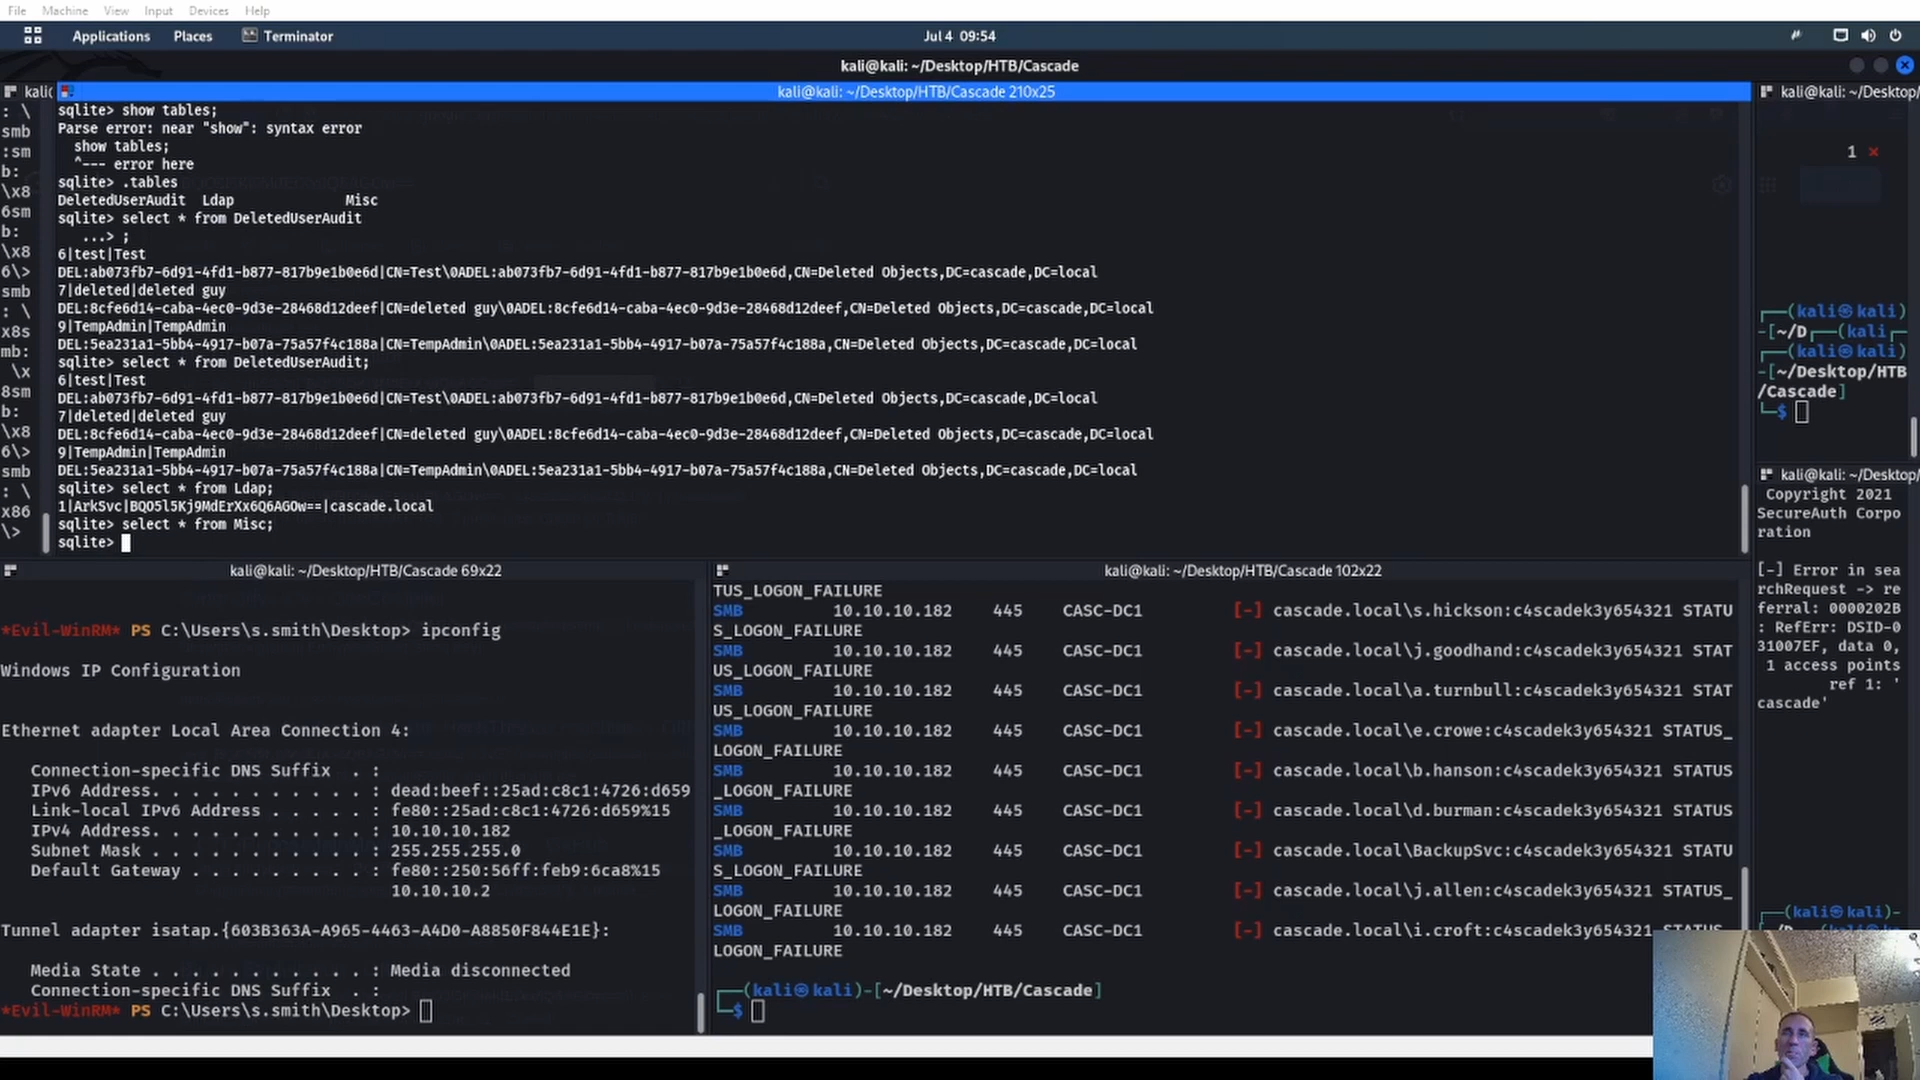 File Machine View Input Devices Help
Applications Places Terminator Jul 4 09:54
kali@kali: ~/Desktop/HTB/Cascade
kali(
: \
smb
:sm
b:
\x8
6sm
b:
\x8
6\>
smb
: \
x8s
mb:
\x
8sm
b:
\x8
6\>
smb
: \
x86
\>
kali@kali: ~/Desktop/HTB/Cascade 210x25
sqlite> show tables;
Parse error: near "show": syntax error
show tables;
^--- error here
sqlite> .tables
DeletedUserAudit Ldap Misc
sqlite> select * from DeletedUserAudit
...> ;
6|test|Test
DEL:ab073fb7-6d91-4fd1-b877-817b9e1b0e6d|CN=Test\0ADEL:ab073fb7-6d91-4fd1-b877-817b9e1b0e6d,CN=Deleted Objects,DC=cascade,DC=local
7|deleted|deleted guy
DEL:8cfe6d14-caba-4ec0-9d3e-28468d12deef|CN=deleted guy\0ADEL:8cfe6d14-caba-4ec0-9d3e-28468d12deef,CN=Deleted Objects,DC=cascade,DC=local
9|TempAdmin|TempAdmin
DEL:5ea231a1-5bb4-4917-b07a-75a57f4c188a|CN=TempAdmin\0ADEL:5ea231a1-5bb4-4917-b07a-75a57f4c188a,CN=Deleted Objects,DC=cascade,DC=local
sqlite> select * from DeletedUserAudit;
6|test|Test
DEL:ab073fb7-6d91-4fd1-b877-817b9e1b0e6d|CN=Test\0ADEL:ab073fb7-6d91-4fd1-b877-817b9e1b0e6d,CN=Deleted Objects,DC=cascade,DC=local
7|deleted|deleted guy
DEL:8cfe6d14-caba-4ec0-9d3e-28468d12deef|CN=deleted guy\0ADEL:8cfe6d14-caba-4ec0-9d3e-28468d12deef,CN=Deleted Objects,DC=cascade,DC=local
9|TempAdmin|TempAdmin
DEL:5ea231a1-5bb4-4917-b07a-75a57f4c188a|CN=TempAdmin\0ADEL:5ea231a1-5bb4-4917-b07a-75a57f4c188a,CN=Deleted Objects,DC=cascade,DC=local
sqlite> select * from Ldap;
1|ArkSvc|BQO5l5Kj9MdErXx6Q6AGOw==|cascade.local
sqlite> select * from Misc;
sqlite>
kali@kali: ~/Desktop/
1 ×
┌──(kali㉿kali)
-[~/D┌──(kali┌─
┌──(kali㉿kali)
-[~/Desktop/HTB
/Cascade]
└─$
kali@kali: ~/Desktop/
Copyright 2021
SecureAuth Corpo
ration
[-] Error in sea
rchRequest -> re
ferral: 0000202B
: RefErr: DSID-0
31007EF, data 0,
1 access points
ref 1: '
cascade'
┌──(kali㉿kali)-
kali@kali: ~/Desktop/HTB/Cascade 69x22
*Evil-WinRM* PS C:\Users\s.smith\Desktop> ipconfig
Windows IP Configuration
Ethernet adapter Local Area Connection 4:
Connection-specific DNS Suffix . :
IPv6 Address. . . . . . . . . . . : dead:beef::25ad:c8c1:4726:d659
Link-local IPv6 Address . . . . . : fe80::25ad:c8c1:4726:d659%15
IPv4 Address. . . . . . . . . . . : 10.10.10.182
Subnet Mask . . . . . . . . . . . : 255.255.255.0
Default Gateway . . . . . . . . . : fe80::250:56ff:feb9:6ca8%15
10.10.10.2
Tunnel adapter isatap.{603B363A-A965-4463-A4D0-A8850F844E1E}:
Media State . . . . . . . . . . . : Media disconnected
Connection-specific DNS Suffix . :
*Evil-WinRM* PS C:\Users\s.smith\Desktop>
kali@kali: ~/Desktop/HTB/Cascade 102x22
TUS_LOGON_FAILURE
SMB 10.10.10.182 445 CASC-DC1 [-] cascade.local\s.hickson:c4scadek3y654321 STATU
S_LOGON_FAILURE
SMB 10.10.10.182 445 CASC-DC1 [-] cascade.local\j.goodhand:c4scadek3y654321 STAT
US_LOGON_FAILURE
SMB 10.10.10.182 445 CASC-DC1 [-] cascade.local\a.turnbull:c4scadek3y654321 STAT
US_LOGON_FAILURE
SMB 10.10.10.182 445 CASC-DC1 [-] cascade.local\e.crowe:c4scadek3y654321 STATUS_
LOGON_FAILURE
SMB 10.10.10.182 445 CASC-DC1 [-] cascade.local\b.hanson:c4scadek3y654321 STATUS
_LOGON_FAILURE
SMB 10.10.10.182 445 CASC-DC1 [-] cascade.local\d.burman:c4scadek3y654321 STATUS
_LOGON_FAILURE
SMB 10.10.10.182 445 CASC-DC1 [-] cascade.local\BackupSvc:c4scadek3y654321 STATU
S_LOGON_FAILURE
SMB 10.10.10.182 445 CASC-DC1 [-] cascade.local\j.allen:c4scadek3y654321 STATUS_
LOGON_FAILURE
SMB 10.10.10.182 445 CASC-DC1 [-] cascade.local\i.croft:c4scadek3y654321 STATUS_
LOGON_FAILURE
┌──(kali㉿kali)-[~/Desktop/HTB/Cascade]
└─$